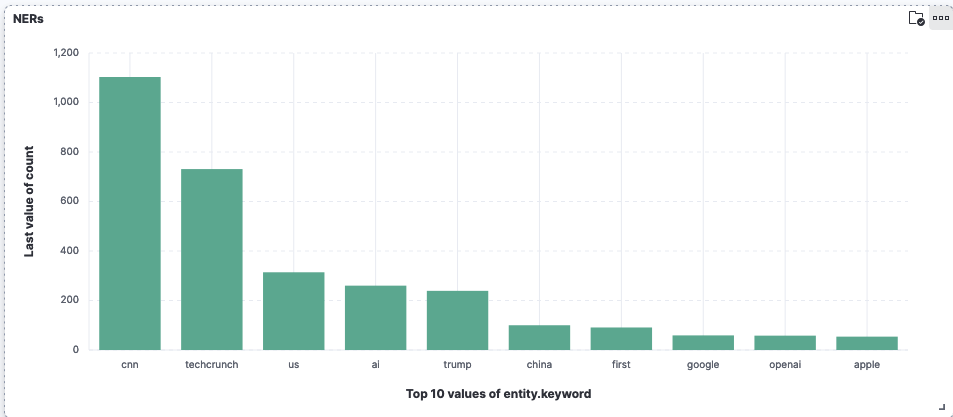 NERs
1,200
1,000
800
600
400
200
0
Last value of count
cnn techcrunch us ai trump china first google openai apple
Top 10 values of entity.keyword